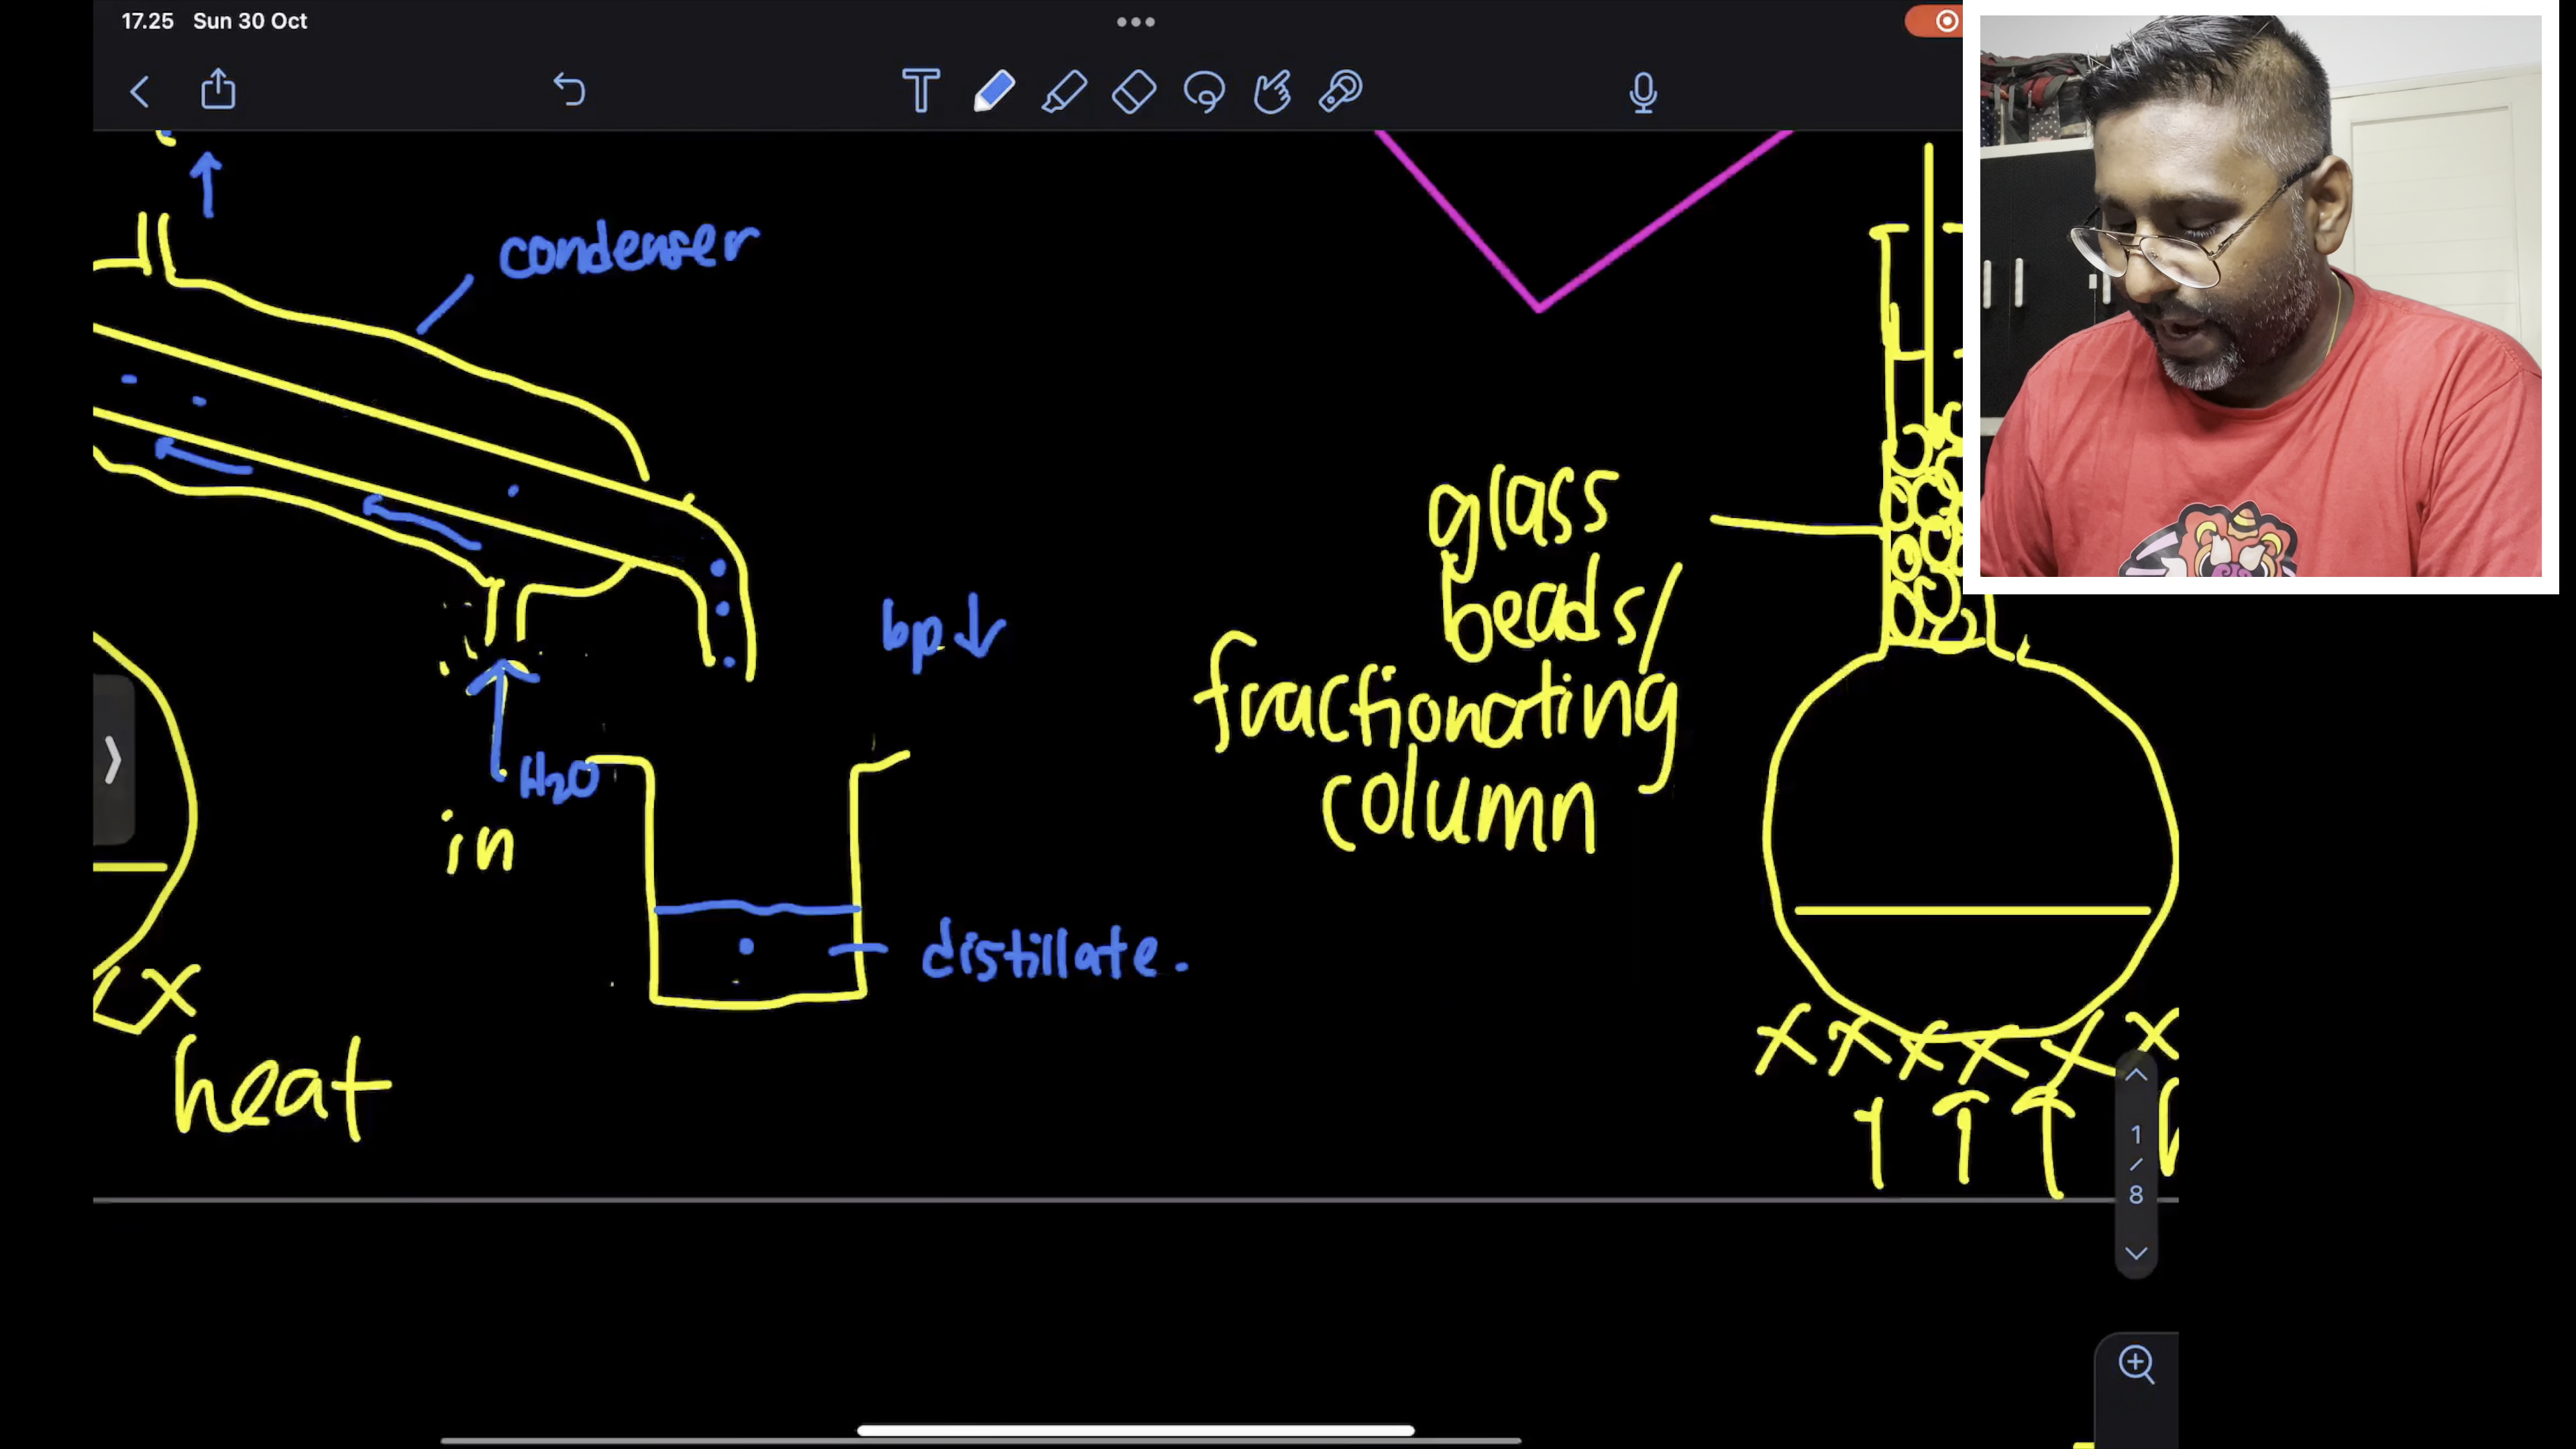 17.25 Sun 30 Oct
condenser
bp ↓
H2O
in
distillate.
heat
glass
beads/
fractionating
column
1
/
8